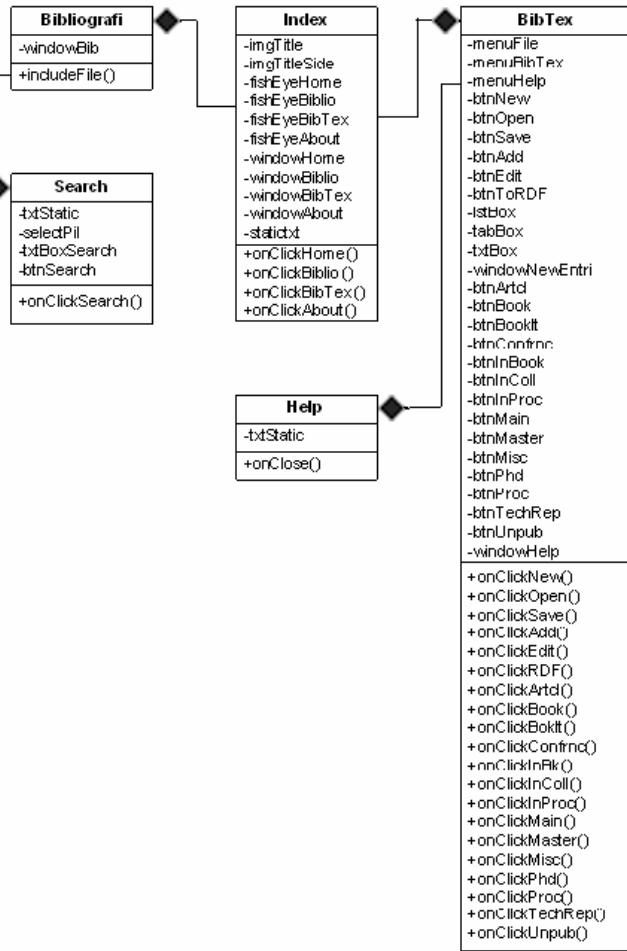 Bibliografi
-windowBib
+includeFile()
Search
-txtStatic
-selectPil
-txtBoxSearch
-btnSearch
+onClickSearch()
Index
-imgTitle
-imgTitleSide
-fishEyeHome
-fishEyeBiblio
-fishEyeBibTex
-fishEyeAbout
-windowHome
-windowBiblio
-windowBibTex
-windowAbout
-statictxt
+onClickHome()
+onClickBiblio()
+onClickBibTex()
+onClickAbout()
Help
-txtStatic
+onClose()
BibTex
-menuFile
-menuBibTex
-menuHelp
-btnNew
-btnOpen
-btnSave
-btnAdd
-btnEdit
-btnToRDF
-lstBox
-tabBox
-txtBox
-windowNewEntri
-btnArtcl
-btnBook
-btnBooklt
-btnConfrnc
-btnInBook
-btnInColl
-btnInProc
-btnMain
-btnMaster
-btnMisc
-btnPhd
-btnProc
-btnTechRep
-btnUnpub
-windowHelp
+onClickNew()
+onClickOpen()
+onClickSave()
+onClickAdd()
+onClickEdit()
+onClickRDF()
+onClickArtcl()
+onClickBook()
+onClickBoklt()
+onClickConfrnc()
+onClickInBk()
+onClickInColl()
+onClickInProc()
+onClickMain()
+onClickMaster()
+onClickMisc()
+onClickPhd()
+onClickProc()
+onClickTechRep()
+onClickUnpub()